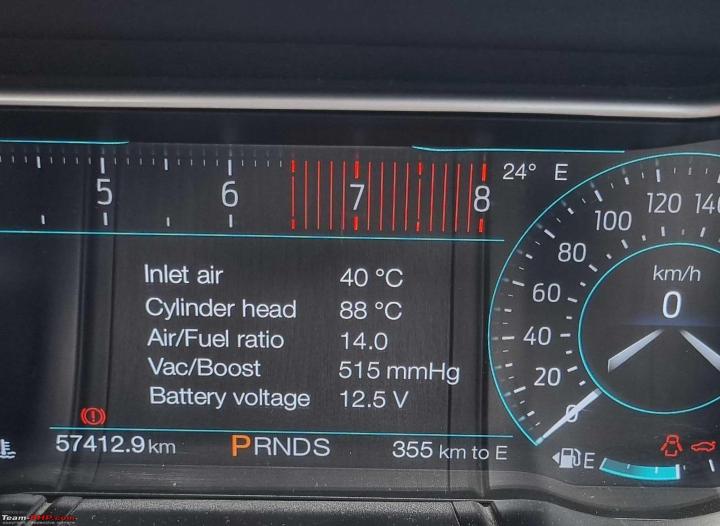 5 6 7 8
24° E
100 120 14
80
60
40
20
0
km/h
0
Inlet air 40 °C
Cylinder head 88 °C
Air/Fuel ratio 14.0
Vac/Boost 515 mmHg
Battery voltage 12.5 V
57412.9 km PRNDS 355 km to E
E
Team-BHP.com